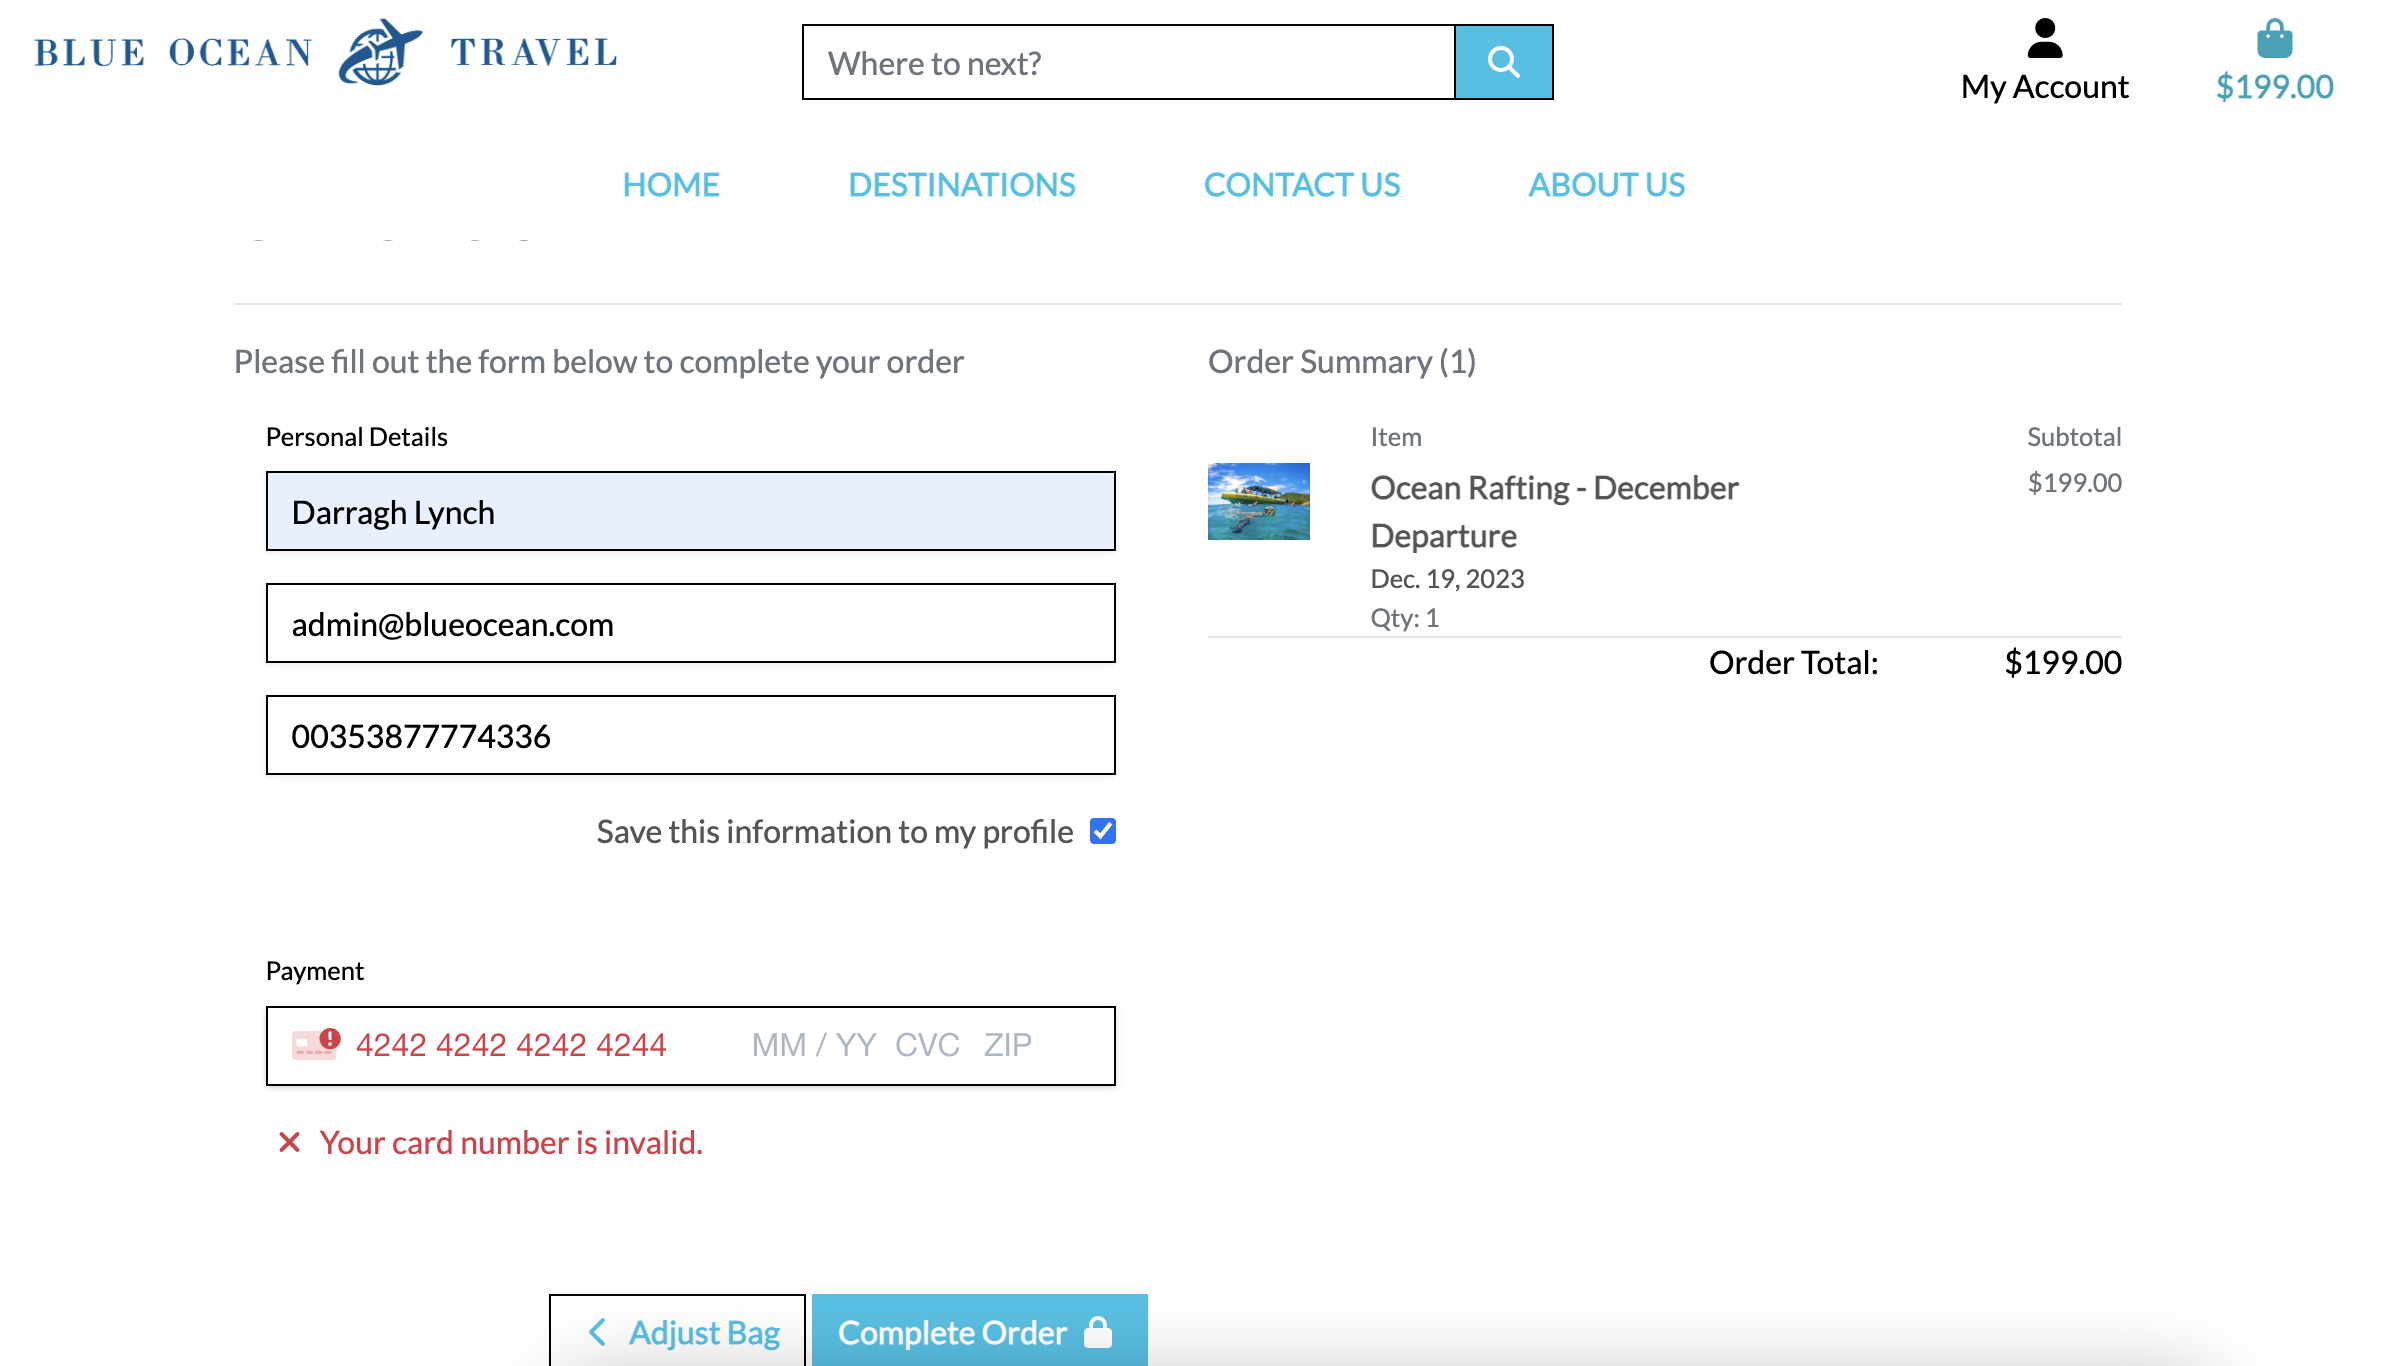 BLUE OCEAN TRAVEL
Where to next?
My Account
$199.00
HOME DESTINATIONS CONTACT US ABOUT US
Please fill out the form below to complete your order
Personal Details
Darragh Lynch
admin@blueocean.com
00353877774336
Save this information to my profile
Payment
4242 4242 4242 4244 MM / YY CVC ZIP
Your card number is invalid.
Adjust Bag
Complete Order
Order Summary (1)
Item Subtotal
Ocean Rafting - December $199.00
Departure
Dec. 19, 2023
Qty: 1
Order Total: $199.00